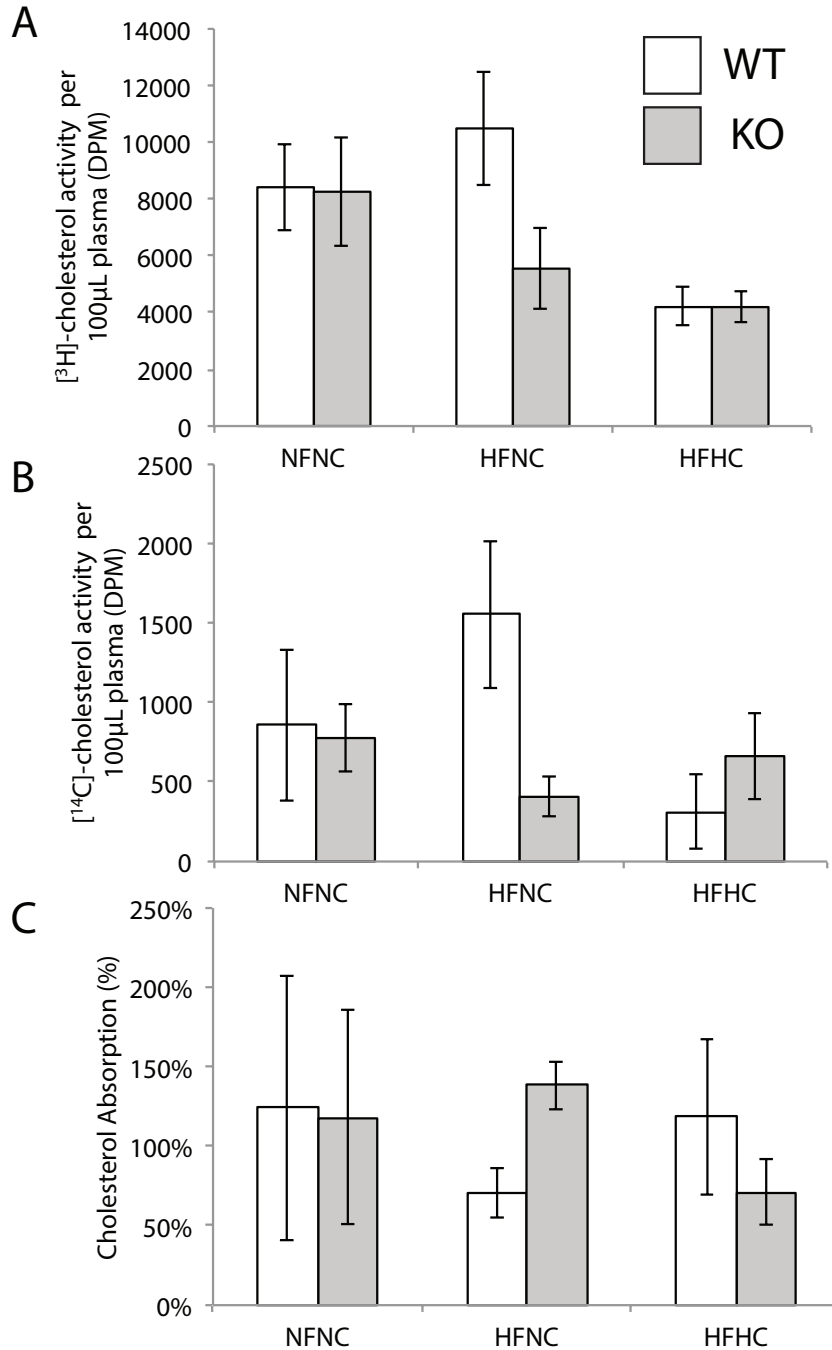 A
[³H]-cholesterol activity per
100µL plasma (DPM)
14000
12000
10000
8000
6000
4000
2000
0
NFNC
HFNC
HFHC
WT
KO
B
[¹⁴C]-cholesterol activity per
100µL plasma (DPM)
2500
2000
1500
1000
500
0
NFNC
HFNC
HFHC
C
Cholesterol Absorption (%)
250%
200%
150%
100%
50%
0%
NFNC
HFNC
HFHC